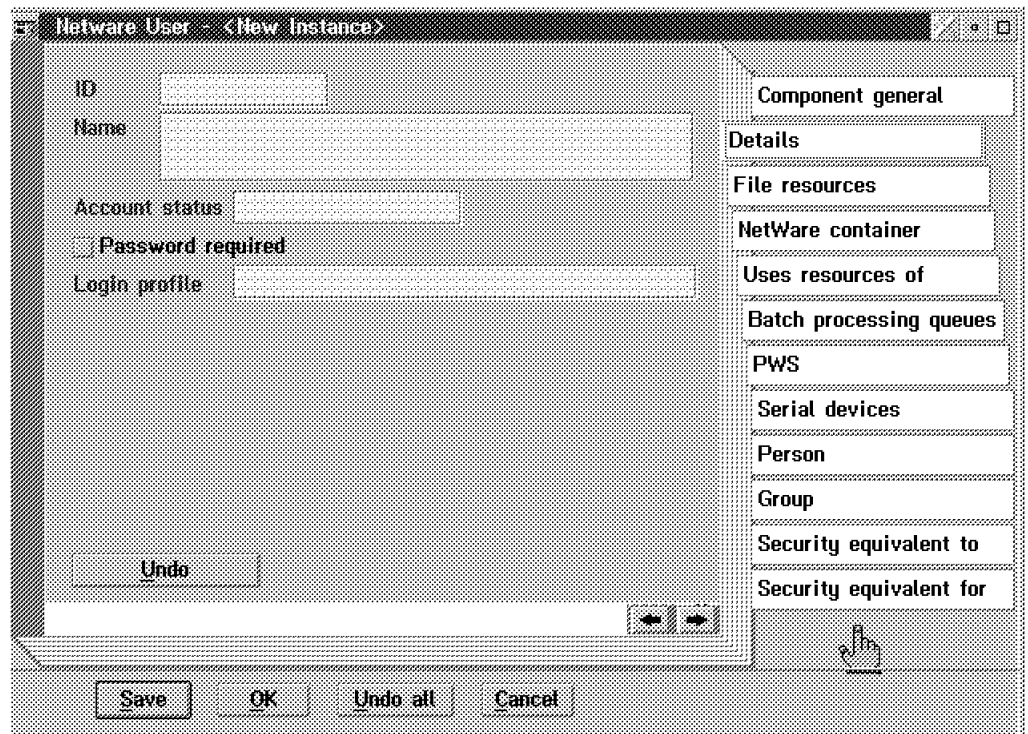 Netware User - <New Instance>
ID
Name
Account status
Password required
Login profile
Undo
Component general
Details
File resources
NetWare container
Uses resources of
Batch processing queues
PWS
Serial devices
Person
Group
Security equivalent to
Security equivalent for
Save
OK
Undo all
Cancel